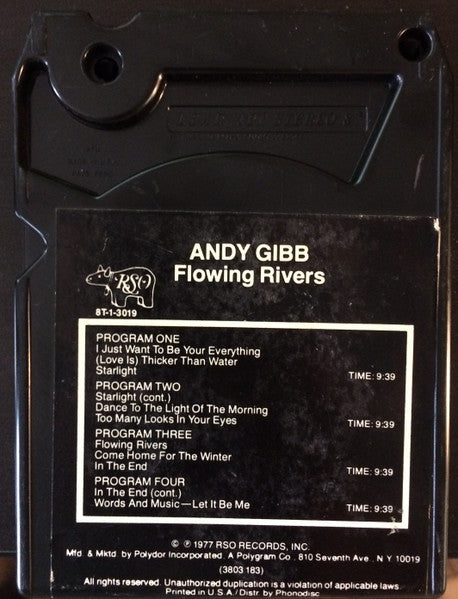 ANDY GIBB
Flowing Rivers
RSO
8T-1-3019
PROGRAM ONE
I Just Want To Be Your Everything
(Love Is) Thicker Than Water
Starlight TIME: 9:39
PROGRAM TWO
Starlight (cont.)
Dance To The Light Of The Morning
Too Many Looks In Your Eyes TIME: 9:39
PROGRAM THREE
Flowing Rivers
Come Home For The Winter
In The End TIME: 9:39
PROGRAM FOUR
In The End (cont.)
Words And Music—Let It Be Me TIME: 9:39
© ℗ 1977 RSO RECORDS, INC.
Mfd. & Mktd by Polydor Incorporated. A Polygram Co., 810 Seventh Ave., N.Y. 10019
(3803 183)
All rights reserved. Unauthorized duplication is a violation of applicable laws.
Printed in U.S.A./Distr. by Phonodisc